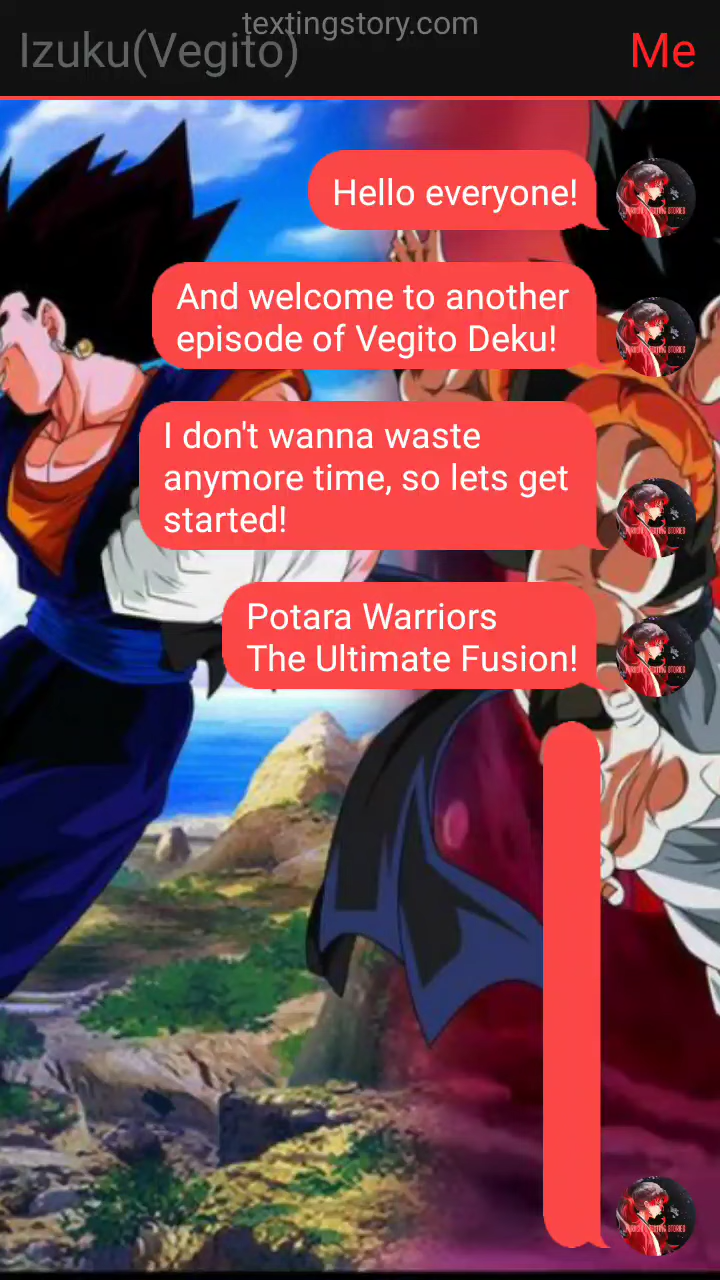 textingstory.com
Izuku(Vegito)
Me
Hello everyone!
And welcome to another
episode of Vegito Deku!
I don't wanna waste
anymore time, so lets get
started!
Potara Warriors
The Ultimate Fusion!